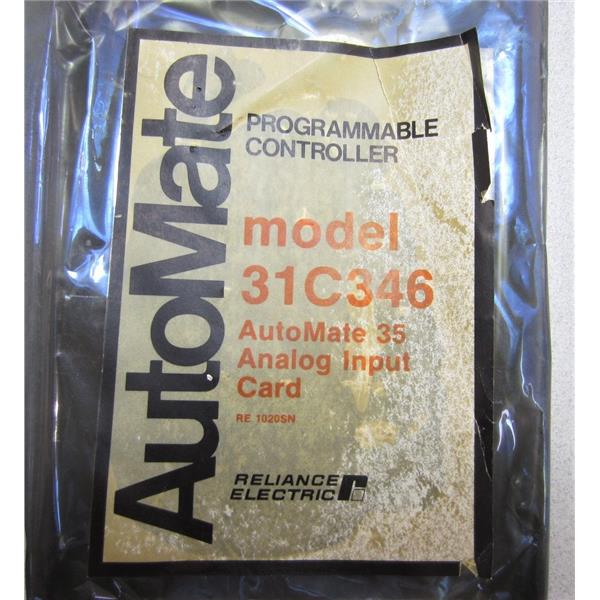 AutoMate
PROGRAMMABLE
CONTROLLER
model
31C346
AutoMate 35
Analog Input
Card
RE 1020SN
RELIANCE
ELECTRIC